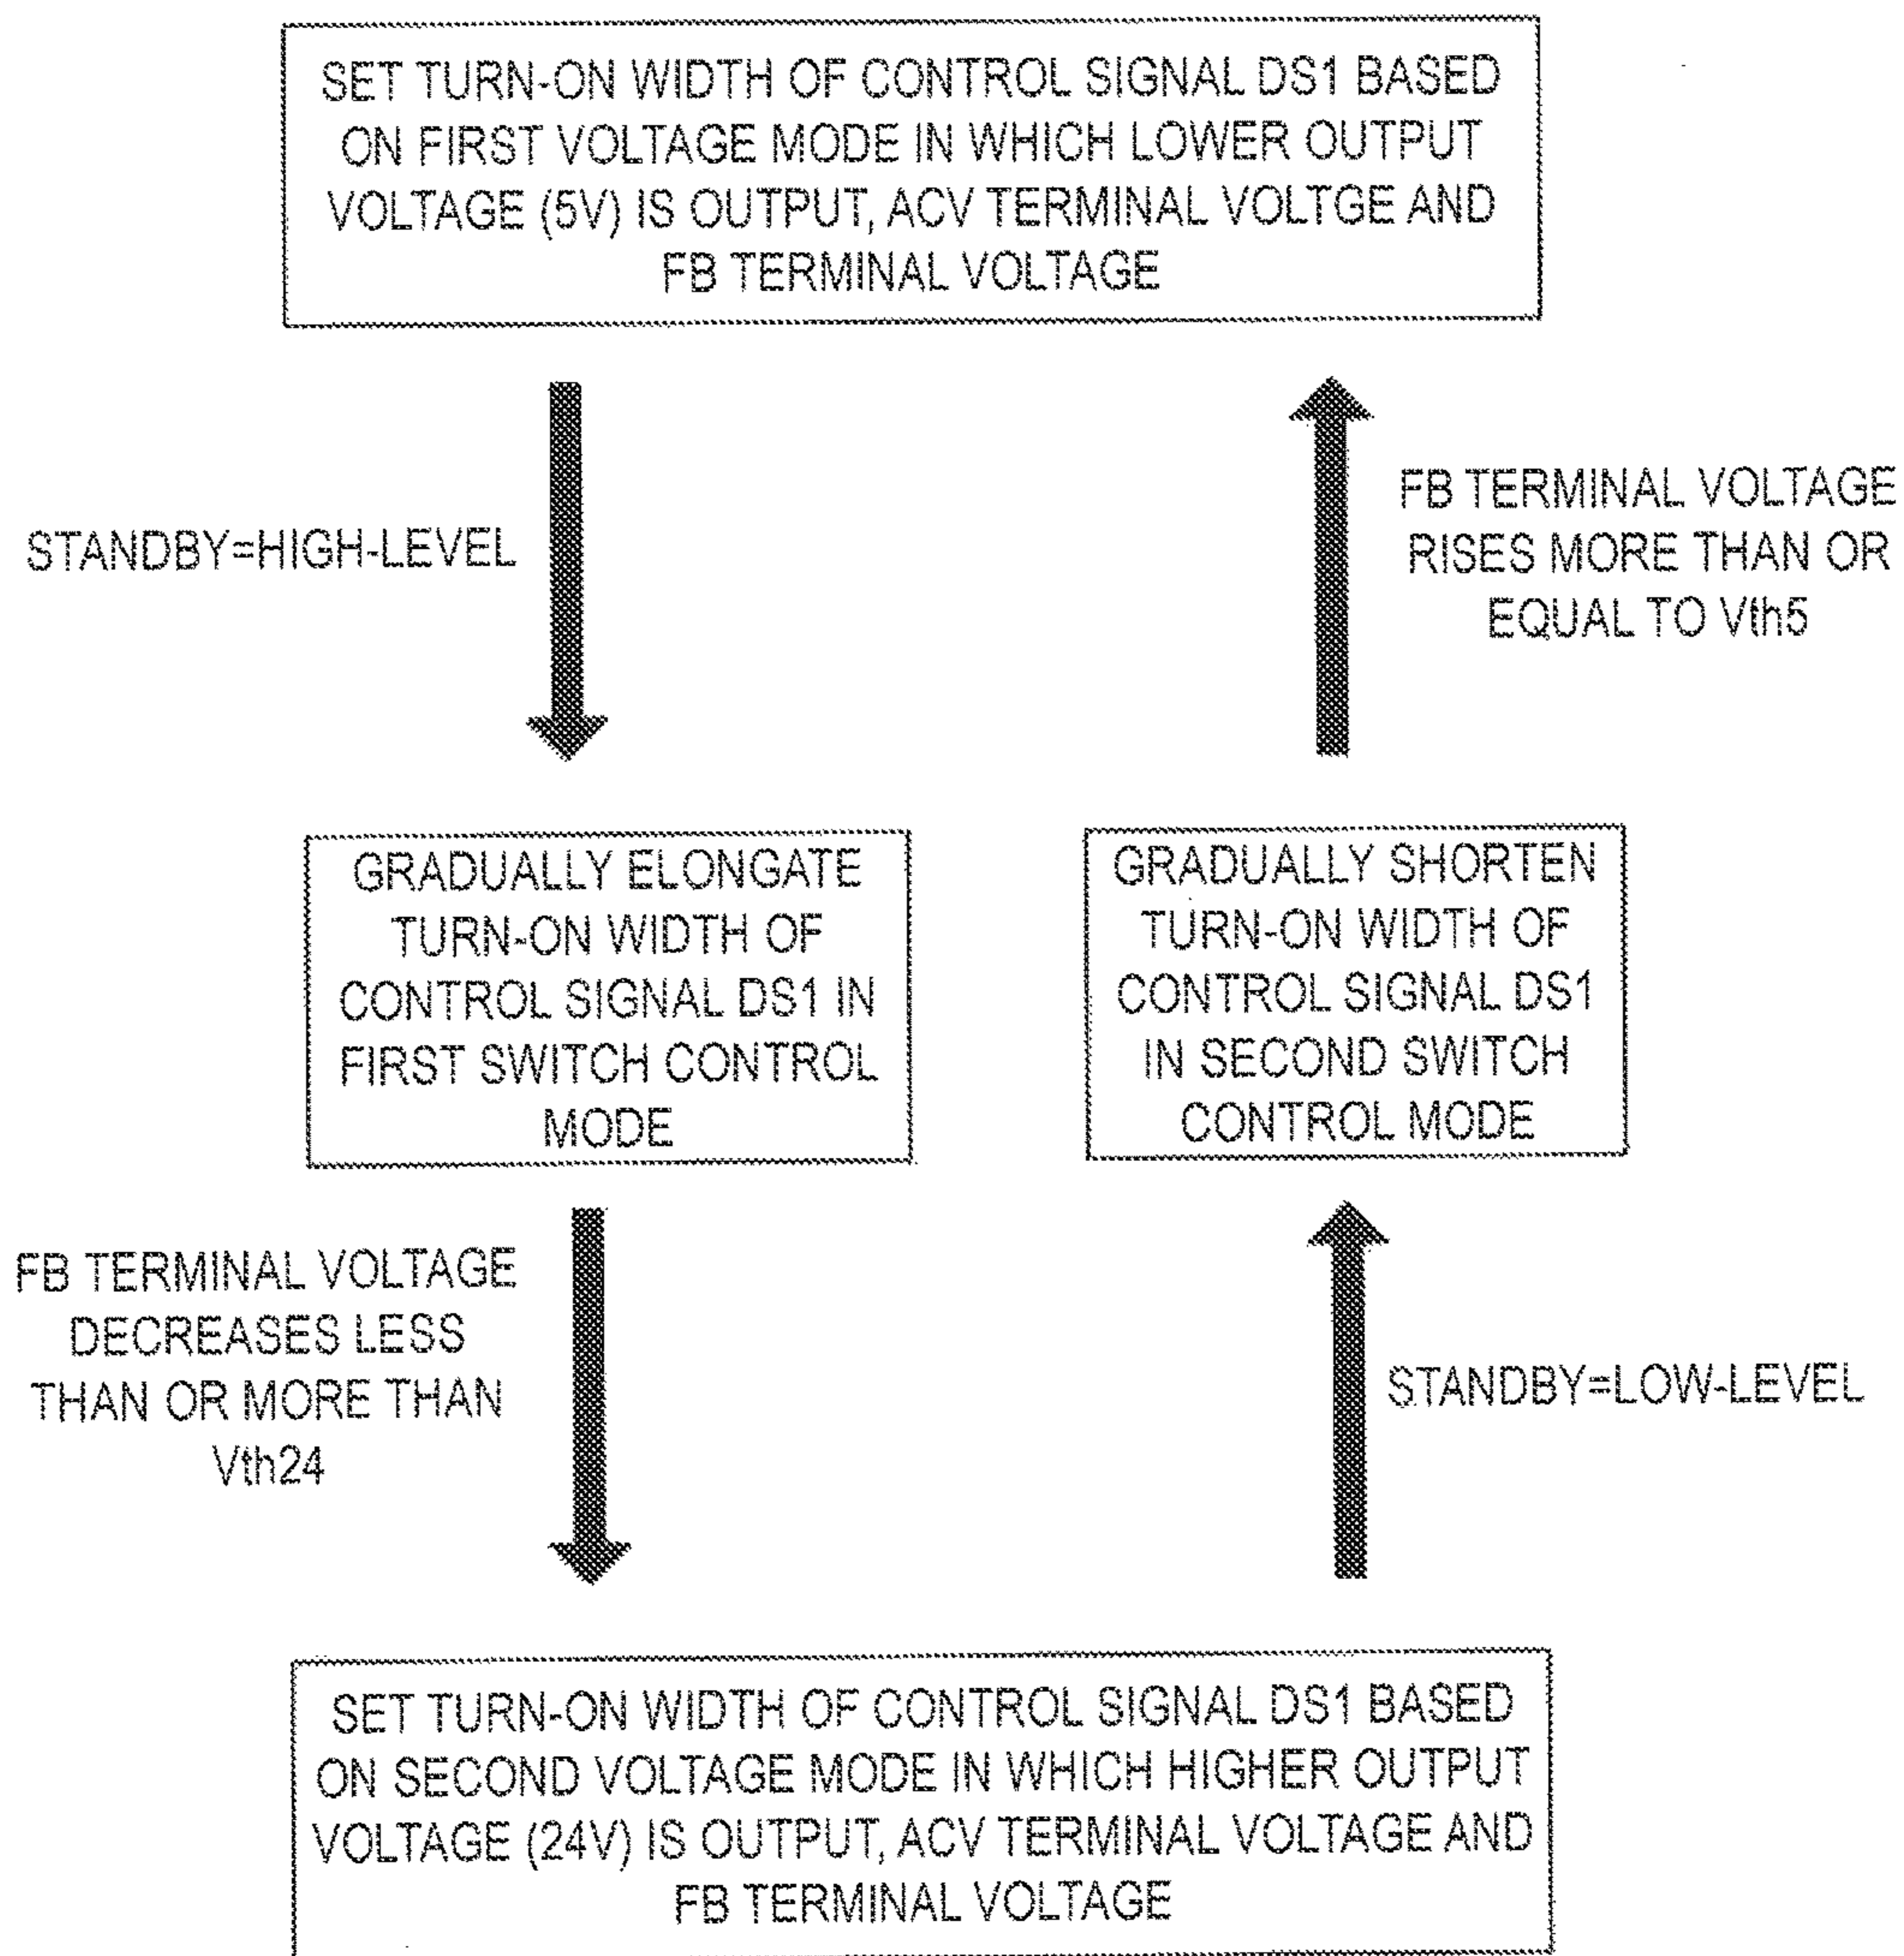 SET TURN-ON WIDTH OF CONTROL SIGNAL DS1 BASED
ON FIRST VOLTAGE MODE IN WHICH LOWER OUTPUT
VOLTAGE (5V) IS OUTPUT, ACV TERMINAL VOLTGE AND
FB TERMINAL VOLTAGE
STANDBY=HIGH-LEVEL
FB TERMINAL VOLTAGE
RISES MORE THAN OR
EQUAL TO Vth5
GRADUALLY ELONGATE
TURN-ON WIDTH OF
CONTROL SIGNAL DS1 IN
FIRST SWITCH CONTROL
MODE
GRADUALLY SHORTEN
TURN-ON WIDTH OF
CONTROL SIGNAL DS1
IN SECOND SWITCH
CONTROL MODE
FB TERMINAL VOLTAGE
DECREASES LESS
THAN OR MORE THAN
Vth24
STANDBY=LOW-LEVEL
SET TURN-ON WIDTH OF CONTROL SIGNAL DS1 BASED
ON SECOND VOLTAGE MODE IN WHICH HIGHER OUTPUT
VOLTAGE (24V) IS OUTPUT, ACV TERMINAL VOLTAGE AND
FB TERMINAL VOLTAGE